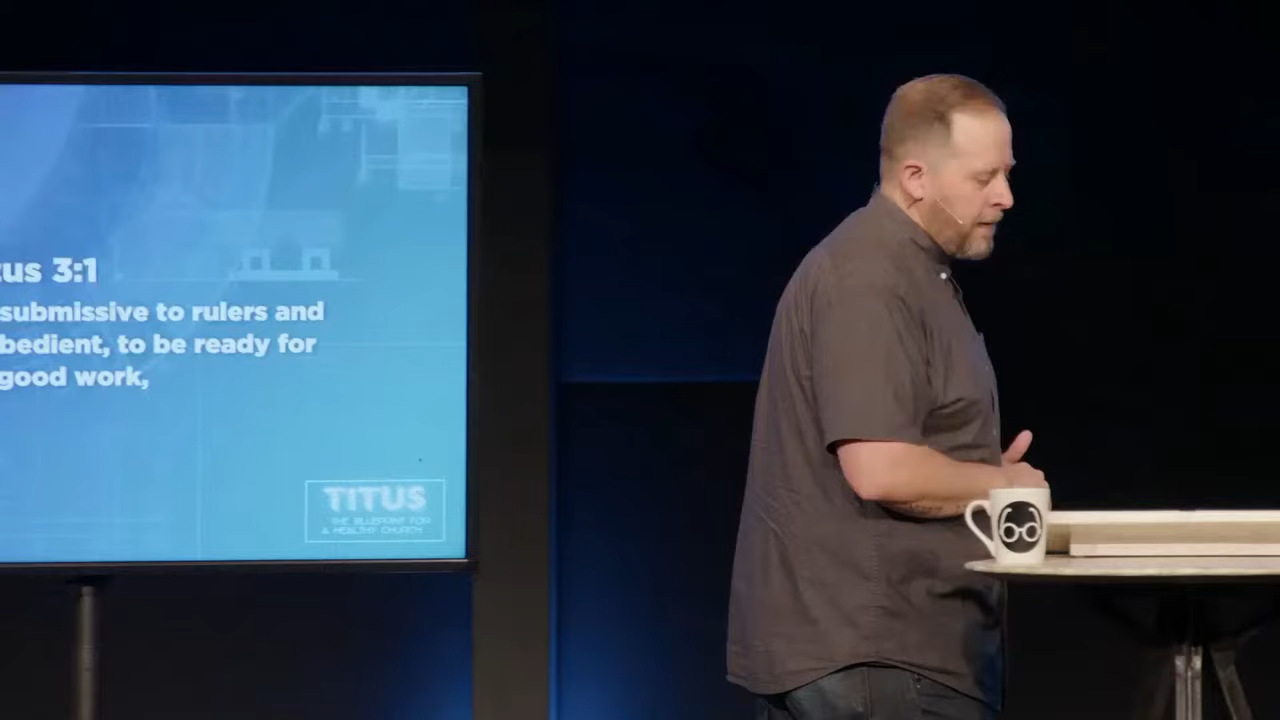 tus 3:1
submissive to rulers and
bedient, to be ready for
good work,
TITUS
THE BLUEPRINT FOR
A HEALTHY CHURCH